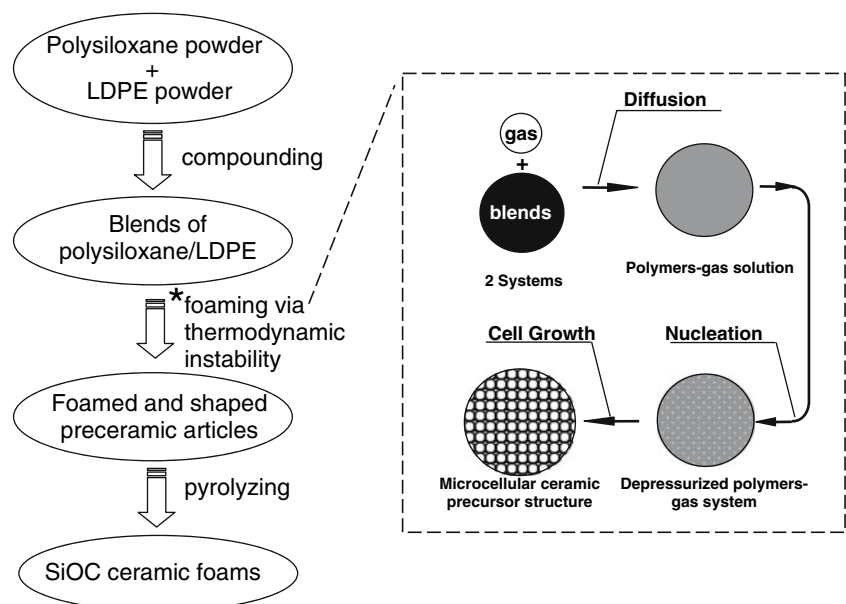 Polysiloxane powder
+
LDPE powder
compounding
Blends of
polysiloxane/LDPE
*foaming via
thermodynamic
instability
Foamed and shaped
preceramic articles
pyrolyzing
SiOC ceramic foams
gas
+
blends
2 Systems
Diffusion
Polymers-gas solution
Nucleation
Depressurized polymers-
gas system
Cell Growth
Microcellular ceramic
precursor structure